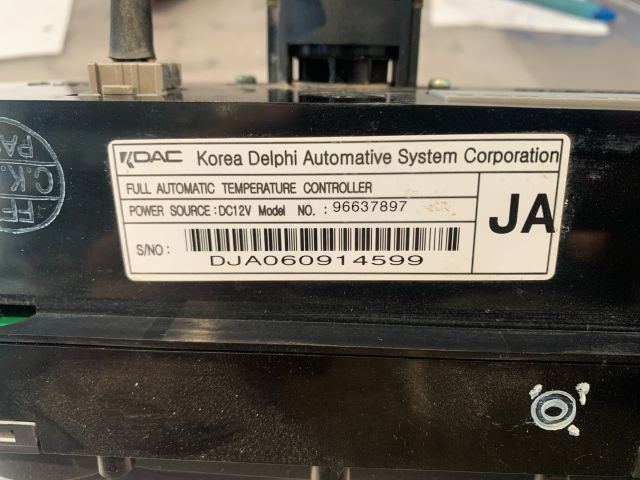 KDAC Korea Delphi Automative System Corporation
FULL AUTOMATIC TEMPERATURE CONTROLLER
POWER SOURCE : DC12V Model NO. : 96637897
JA
S/NO :
DJA060914599
C.K.
PA